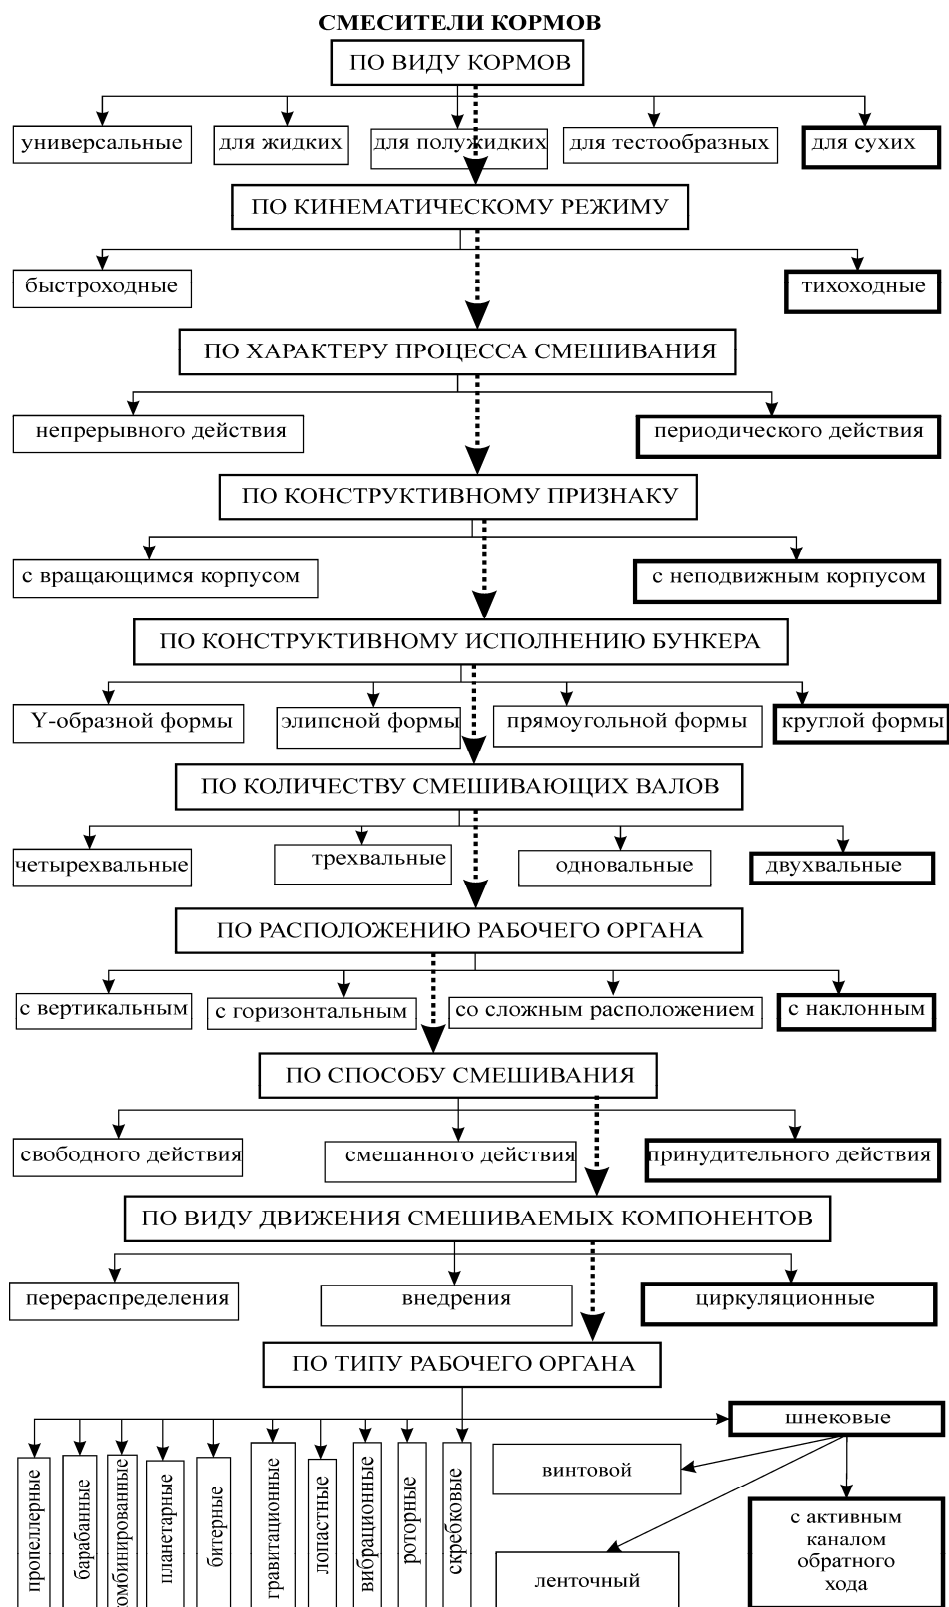 СМЕСИТЕЛИ КОРМОВ
ПО ВИДУ КОРМОВ
универсальные
для жидких
для полужидких
для тестообразных
для сухих
ПО КИНЕМАТИЧЕСКОМУ РЕЖИМУ
быстроходные
тихоходные
ПО ХАРАКТЕРУ ПРОЦЕССА СМЕШИВАНИЯ
непрерывного действия
периодического действия
ПО КОНСТРУКТИВНОМУ ПРИЗНАКУ
с вращающимся корпусом
с неподвижным корпусом
ПО КОНСТРУКТИВНОМУ ИСПОЛНЕНИЮ БУНКЕРА
Y-образной формы
элипсной формы
прямоугольной формы
круглой формы
ПО КОЛИЧЕСТВУ СМЕШИВАЮЩИХ ВАЛОВ
четырехвальные
трехвальные
одновальные
двухвальные
ПО РАСПОЛОЖЕНИЮ РАБОЧЕГО ОРГАНА
с вертикальным
с горизонтальным
со сложным расположением
с наклонным
ПО СПОСОБУ СМЕШИВАНИЯ
свободного действия
смешанного действия
принудительного действия
ПО ВИДУ ДВИЖЕНИЯ СМЕШИВАЕМЫХ КОМПОНЕНТОВ
перераспределения
внедрения
циркуляционные
ПО ТИПУ РАБОЧЕГО ОРГАНА
пропеллерные
барабанные
комбинированные
планетарные
битерные
гравитационные
лопастные
вибрационные
роторные
скребковые
шнековые
винтовой
ленточный
с активным
каналом
обратного
хода